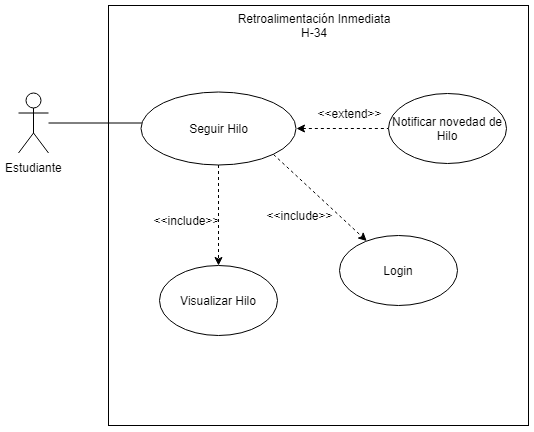 Retroalimentación Inmediata
H-34
<<extend>>
Seguir Hilo
Notificar novedad de
Hilo
Estudiante
<<include>>
<<include>>
Login
Visualizar Hilo